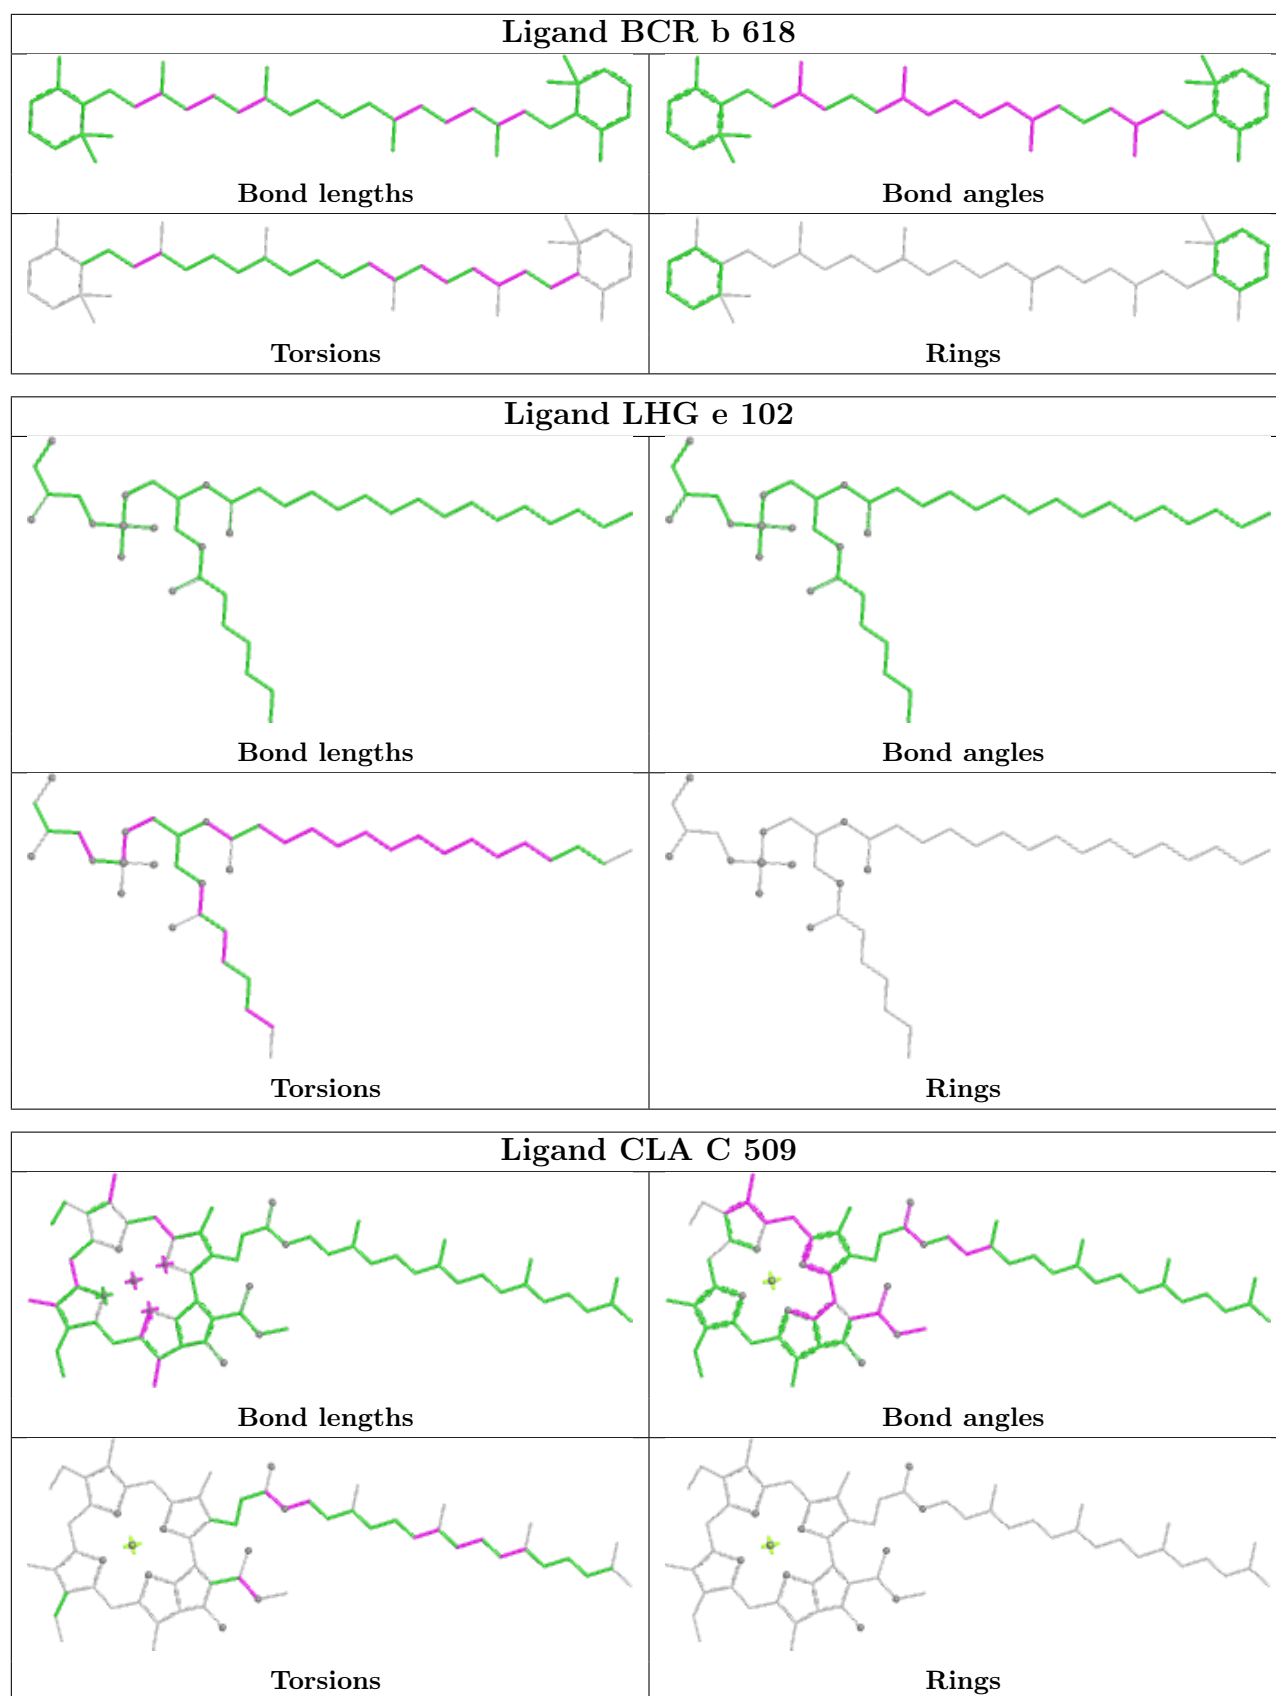 Ligand BCR b 618
Bond lengths
Bond angles
Torsions
Rings
Ligand LHG e 102
Bond lengths
Bond angles
Torsions
Rings
Ligand CLA C 509
Bond lengths
Bond angles
Torsions
Rings